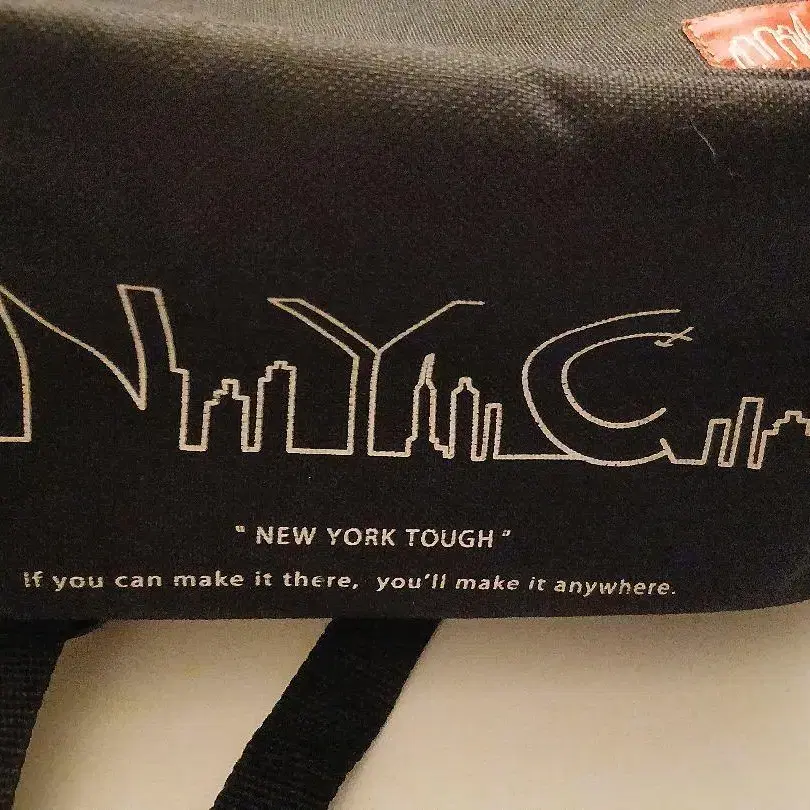 NYC
" NEW YORK TOUGH "
If you can make it there, you'll make it anywhere.